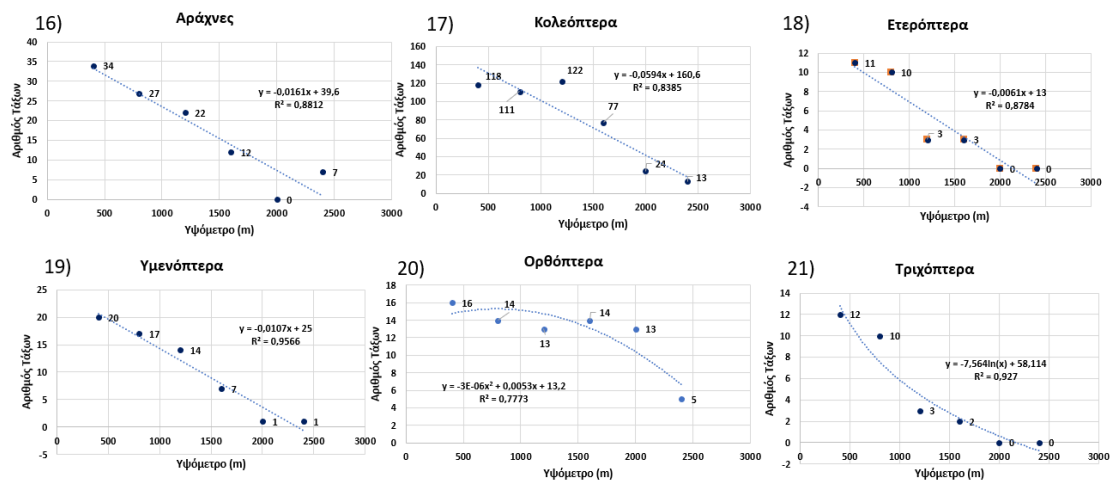 16)
Αράχνες
Αριθμός Τάξων
40
35
30
25
20
15
10
5
0
34
27
22
12
0
7
y = -0,0161x + 39,6
R² = 0,8812
0 500 1000 1500 2000 2500 3000
Υψόμετρο (m)
17)
Κολεόπτερα
Αριθμός Τάξων
160
140
120
100
80
60
40
20
0
118
111
122
77
24
13
y = -0,0594x + 160,6
R² = 0,8385
0 500 1000 1500 2000 2500 3000
Υψόμετρο (m)
18)
Ετερόπτερα
Αριθμός Τάξων
12
10
8
6
4
2
0
-2
-4
11
10
3
3
0
0
y = -0,0061x + 13
R² = 0,8784
0 500 1000 1500 2000 2500 3000
Υψόμετρο (m)
19)
Υμενόπτερα
Αριθμός Τάξων
25
20
15
10
5
0
-5
20
17
14
7
1
1
y = -0,0107x + 25
R² = 0,9566
0 500 1000 1500 2000 2500 3000
Υψόμετρο (m)
20)
Ορθόπτερα
Αριθμός Τάξων
18
16
14
12
10
8
6
4
2
0
16
14
13
14
13
5
y = -3E-06x² + 0,0053x + 13,2
R² = 0,7773
0 500 1000 1500 2000 2500 3000
Υψόμετρο (m)
21)
Τριχόπτερα
Αριθμός Τάξων
14
12
10
8
6
4
2
0
-2
12
10
3
2
0
0
y = -7,564ln(x) + 58,114
R² = 0,927
0 500 1000 1500 2000 2500 3000
Υψόμετρο (m)